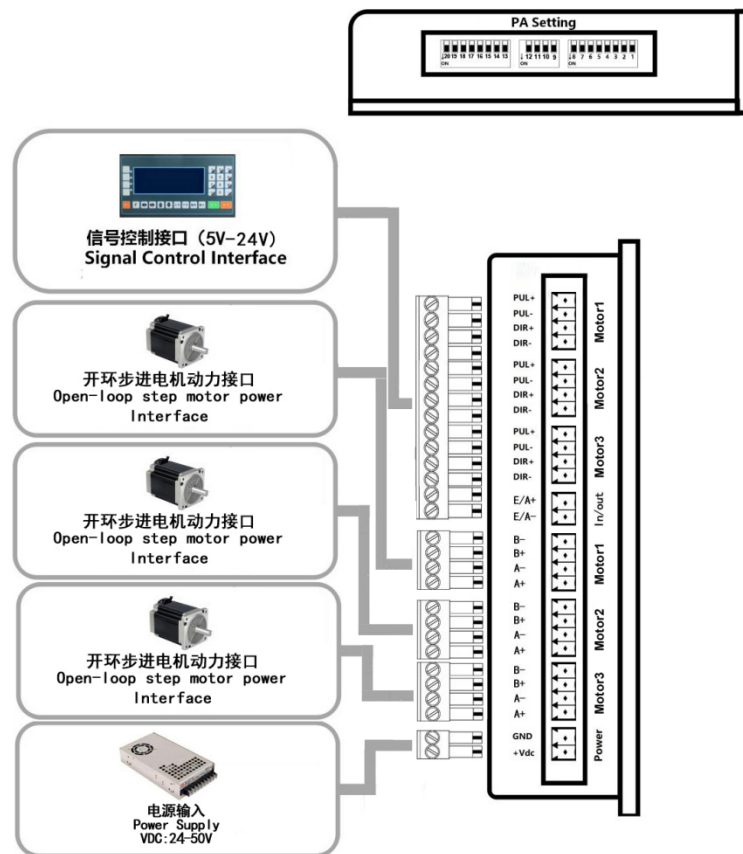 PA Setting
↓20 19 18 17 16 15 14 13
ON
↓12 11 10 9
ON
↓8 7 6 5 4 3 2 1
ON
信号控制接口（5V-24V）
Signal Control Interface
开环步进电机动力接口
Open-loop step motor power
Interface
开环步进电机动力接口
Open-loop step motor power
Interface
开环步进电机动力接口
Open-loop step motor power
Interface
电源输入
Power Supply
VDC:24-50V
PUL+
PUL-
DIR+
DIR-
Motor1
PUL+
PUL-
DIR+
DIR-
Motor2
PUL+
PUL-
DIR+
DIR-
Motor3
E/A+
E/A-
In/out
B-
B+
A-
A+
Motor1
B-
B+
A-
A+
Motor2
B-
B+
A-
A+
Motor3
GND
+Vdc
Power